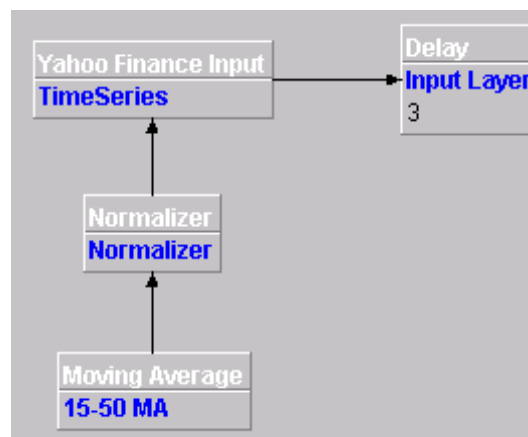 Yahoo Finance Input
TimeSeries
Delay
Input Layer
3
Normalizer
Normalizer
Moving Average
15-50 MA